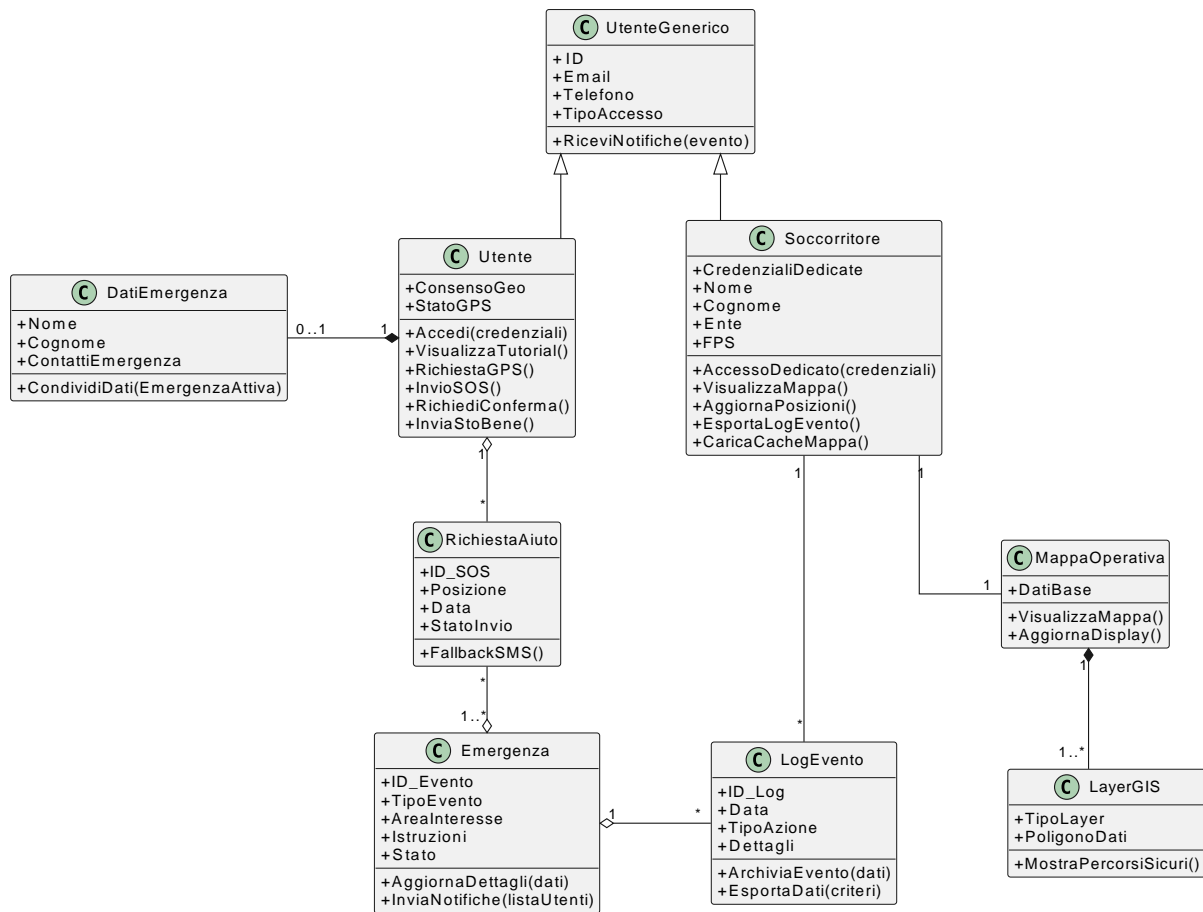 C UtenteGenerico
+ID
+Email
+Telefono
+TipoAccesso
+RiceviNotifiche(evento)
C Utente
+ConsensoGeo
+StatoGPS
+Accedi(credenziali)
+VisualizzaTutorial()
+RichiestaGPS()
+InvioSOS()
+RichiediConferma()
+InviaStoBene()
C Soccorritore
+CredenzialiDedicate
+Nome
+Cognome
+Ente
+FPS
+AccessoDedicato(credenziali)
+VisualizzaMappa()
+AggiornaPosizioni()
+EsportaLogEvento()
+CaricaCacheMappa()
C DatiEmergenza
+Nome
+Cognome
+ContattiEmergenza
+CondividiDati(EmergenzaAttiva)
0..1
1
1
*
1
*
1
1
C RichiestaAiuto
+ID_SOS
+Posizione
+Data
+StatoInvio
+FallbackSMS()
C MappaOperativa
+DatiBase
+VisualizzaMappa()
+AggiornaDisplay()
*
1..*
1
1..*
C Emergenza
+ID_Evento
+TipoEvento
+AreaInteresse
+Istruzioni
+Stato
+AggiornaDettagli(dati)
+InviaNotifiche(listaUtenti)
1
*
C LogEvento
+ID_Log
+Data
+TipoAzione
+Dettagli
+ArchiviaEvento(dati)
+EsportaDati(criteri)
C LayerGIS
+TipoLayer
+PoligonoDati
+MostraPercorsiSicuri()